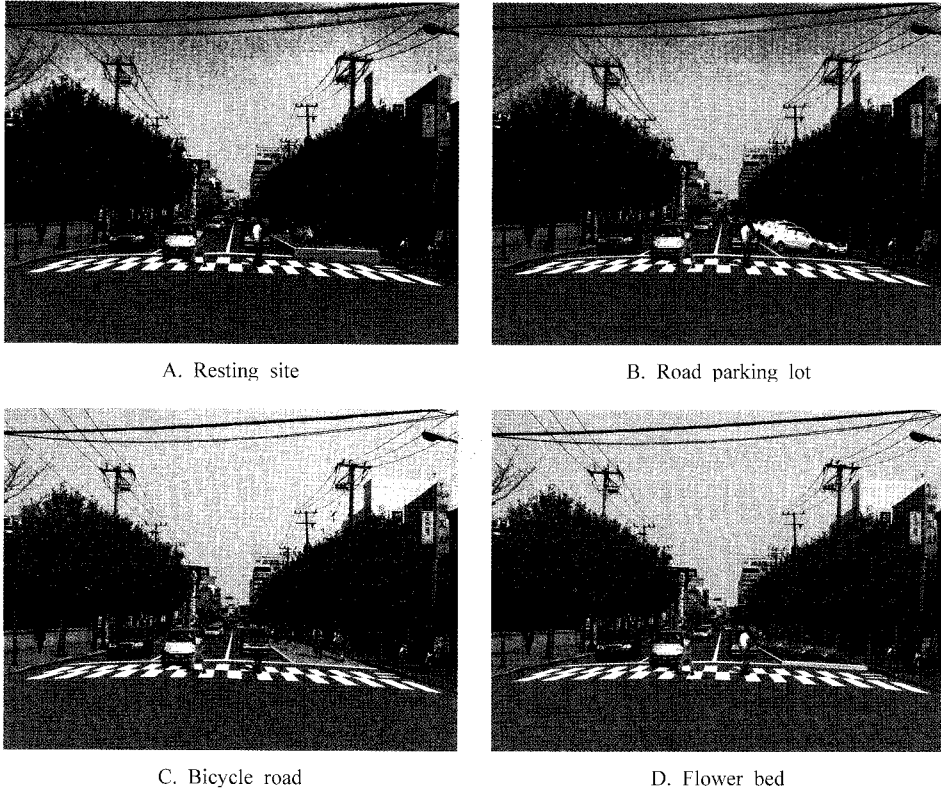 A. Resting site
B. Road parking lot
C. Bicycle road
D. Flower bed